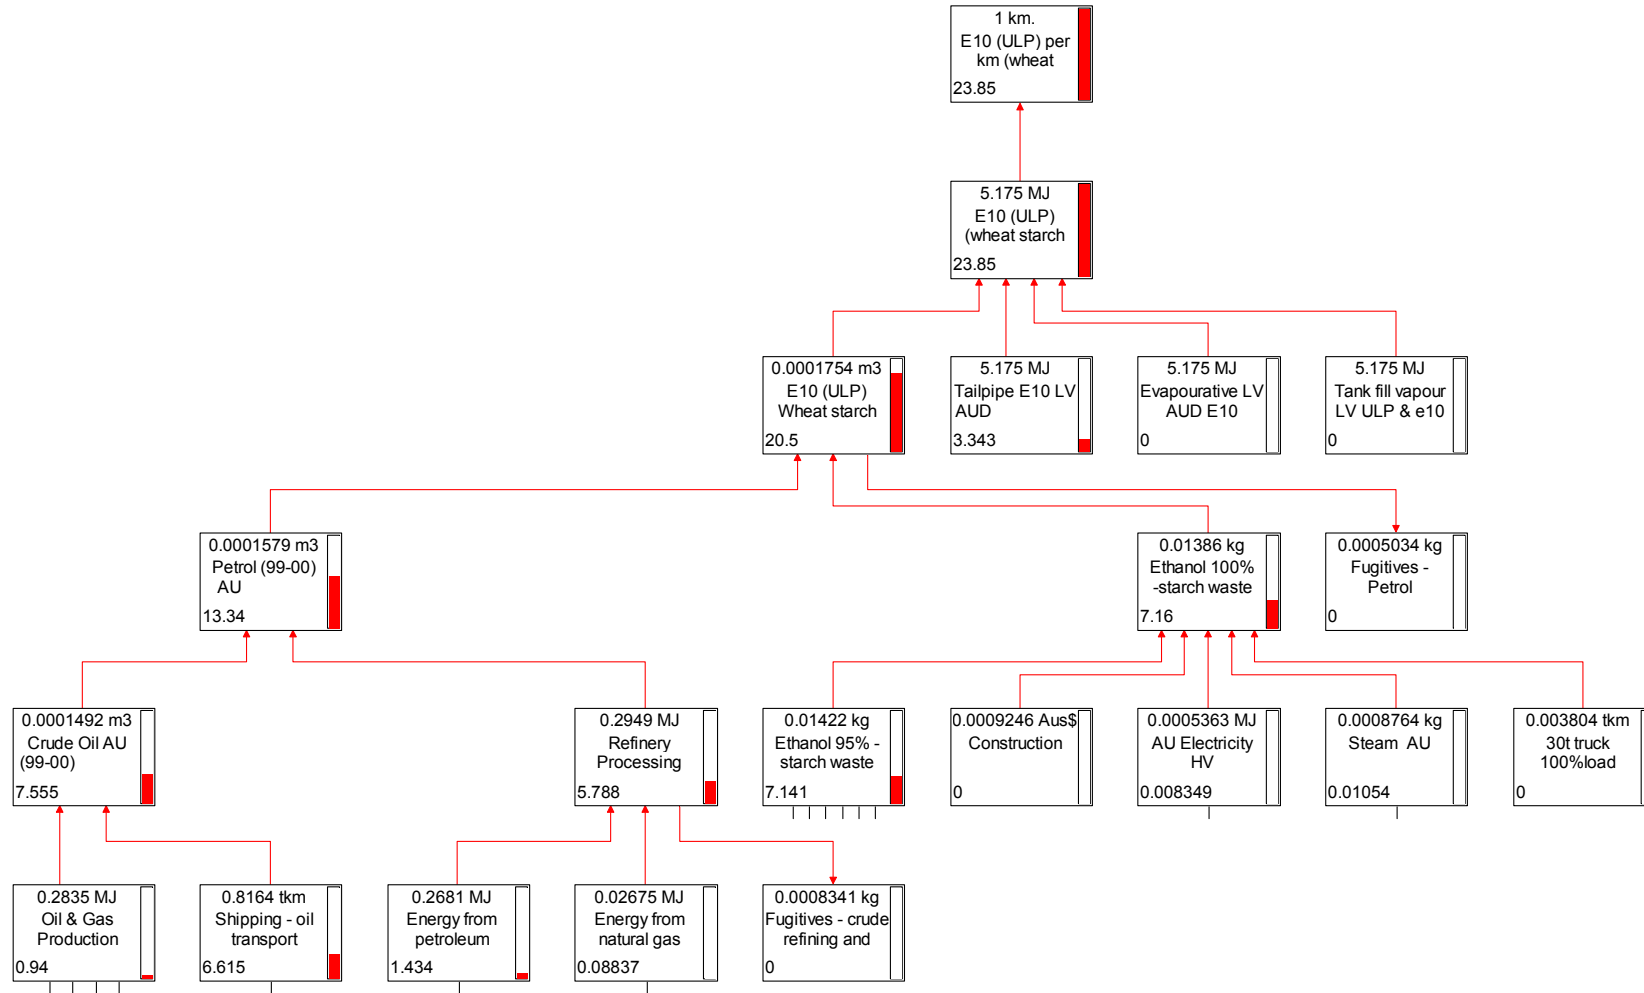 1 km.
E10 (ULP) per
km (wheat
23.85
5.175 MJ
E10 (ULP)
(wheat starch
23.85
0.0001754 m3
E10 (ULP)
Wheat starch
20.5
5.175 MJ
Tailpipe E10 LV
AUD
3.343
5.175 MJ
Evapourative LV
AUD E10
0
5.175 MJ
Tank fill vapour
LV ULP & e10
0
0.0001579 m3
Petrol (99-00)
AU
13.34
0.01386 kg
Ethanol 100%
-starch waste
7.16
0.0005034 kg
Fugitives -
Petrol
0
0.0001492 m3
Crude Oil AU
(99-00)
7.555
0.2949 MJ
Refinery
Processing
5.788
0.01422 kg
Ethanol 95% -
starch waste
7.141
0.0009246 Aus$
Construction
0
0.0005363 MJ
AU Electricity
HV
0.008349
0.0008764 kg
Steam AU
0.01054
0.003804 tkm
30t truck
100%load
0
0.2835 MJ
Oil & Gas
Production
0.94
0.8164 tkm
Shipping - oil
transport
6.615
0.2681 MJ
Energy from
petroleum
1.434
0.02675 MJ
Energy from
natural gas
0.08837
0.0008341 kg
Fugitives - crude
refining and
0